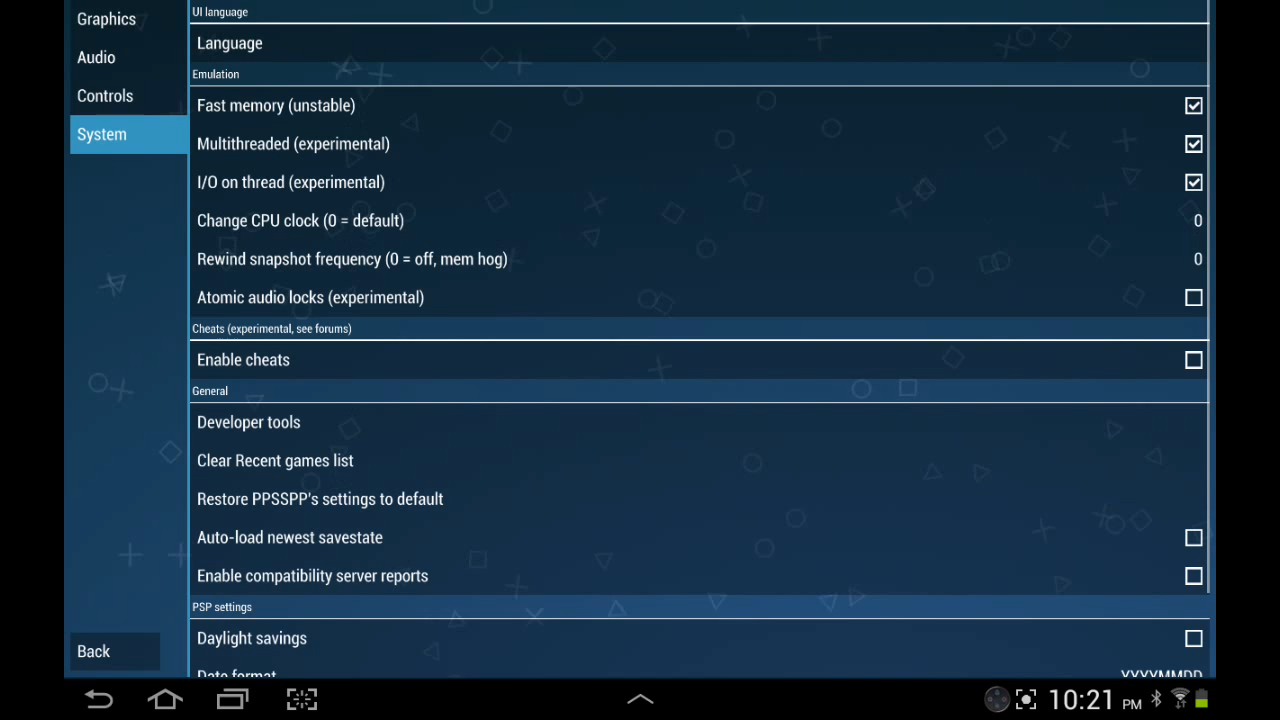 Graphics
Audio
Controls
System
Back
UI language
Language
Emulation
Fast memory (unstable)
Multithreaded (experimental)
I/O on thread (experimental)
Change CPU clock (0 = default) 0
Rewind snapshot frequency (0 = off, mem hog) 0
Atomic audio locks (experimental)
Cheats (experimental, see forums)
Enable cheats
General
Developer tools
Clear Recent games list
Restore PPSSPP's settings to default
Auto-load newest savestate
Enable compatibility server reports
PSP settings
Daylight savings
Date format YYYYMMDD
10:21 PM